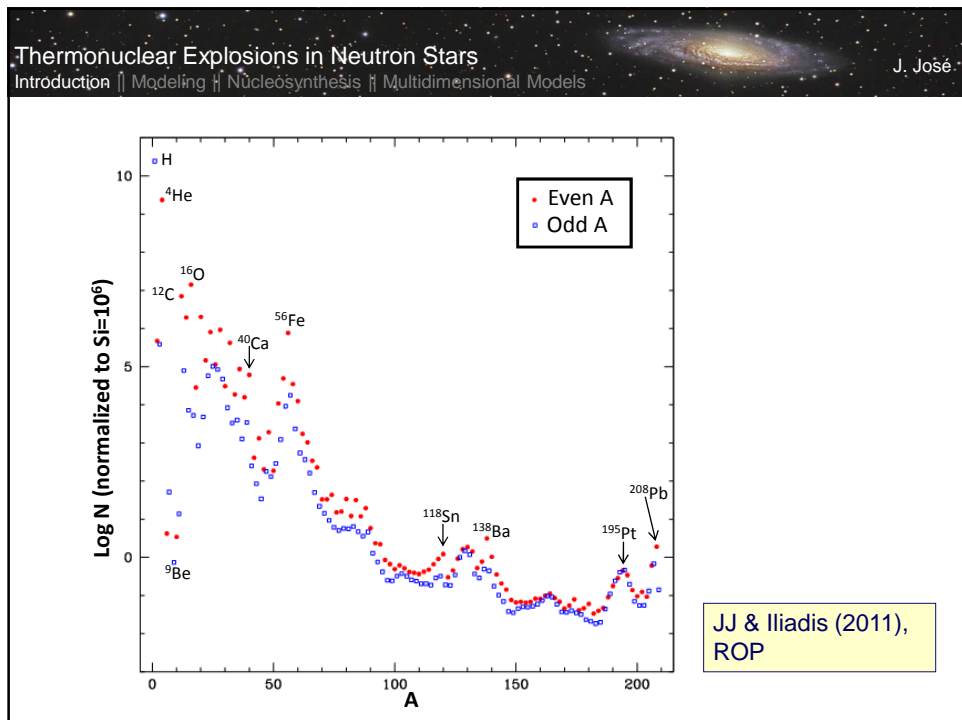 Thermonuclear Explosions in Neutron Stars
Introduction || Modeling || Nucleosynthesis || Multidimensional Models
J. José
H
⁴He
¹⁶O
¹²C
⁵⁶Fe
⁴⁰Ca
⁹Be
¹¹⁸Sn
¹³⁸Ba
¹⁹⁵Pt
²⁰⁸Pb
Even A
Odd A
10
5
0
Log N (normalized to Si=10⁶)
0 50 100 150 200
A
JJ & Iliadis (2011),
ROP